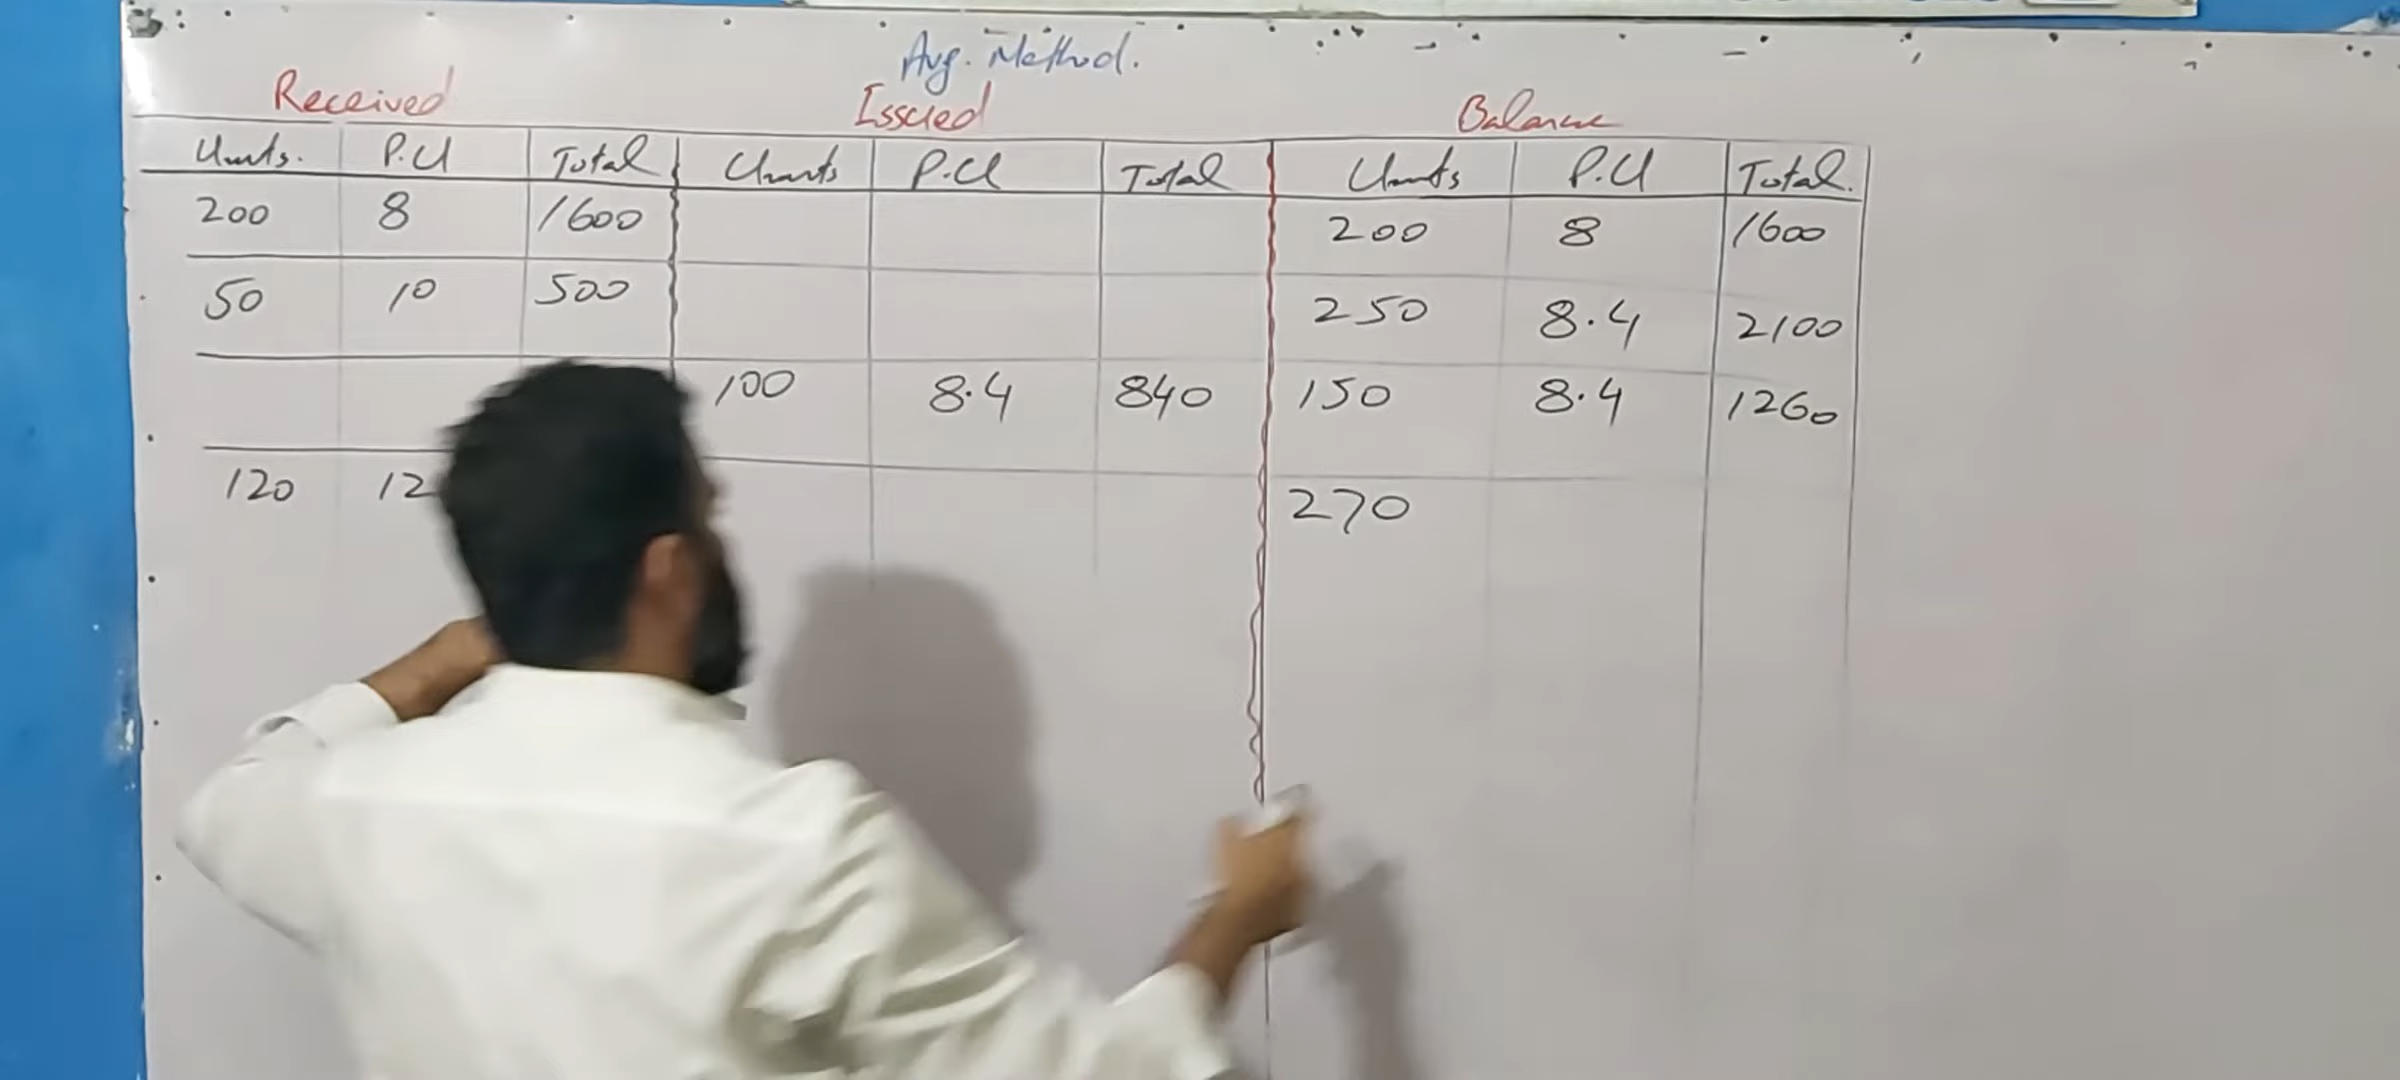 Avg. Method.
Received Issued Balance
Units. P.U Total Units P.U Total Units P.U Total.
200 8 1600 200 8 1600
50 10 500 250 8.4 2100
100 8.4 840 150 8.4 1260
120 12 270